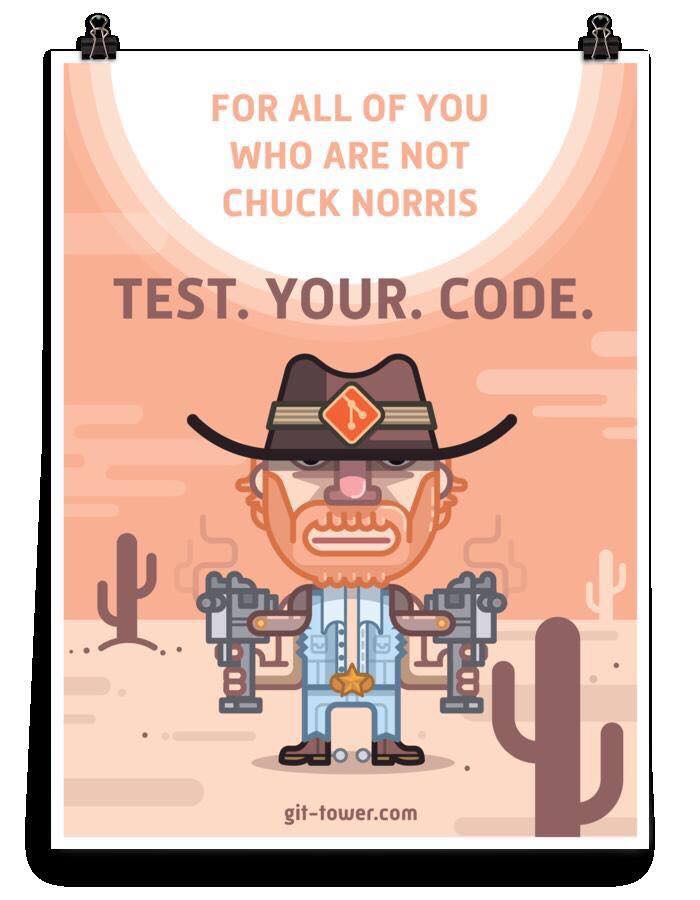 FOR ALL OF YOU
WHO ARE NOT
CHUCK NORRIS
TEST. YOUR. CODE.
git-tower.com